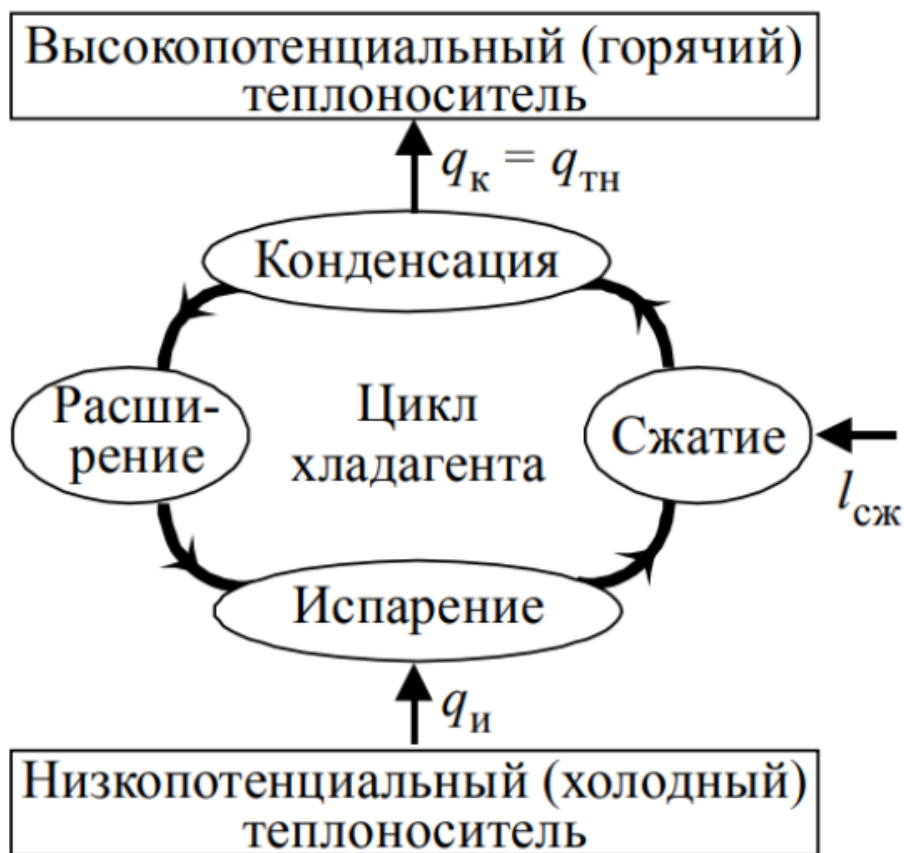 Высокопотенциальный (горячий)
теплоноситель
qк = qтн
Конденсация
Расши-
рение
Цикл
хладагента
Сжатие
lсж
Испарение
qи
Низкопотенциальный (холодный)
теплоноситель